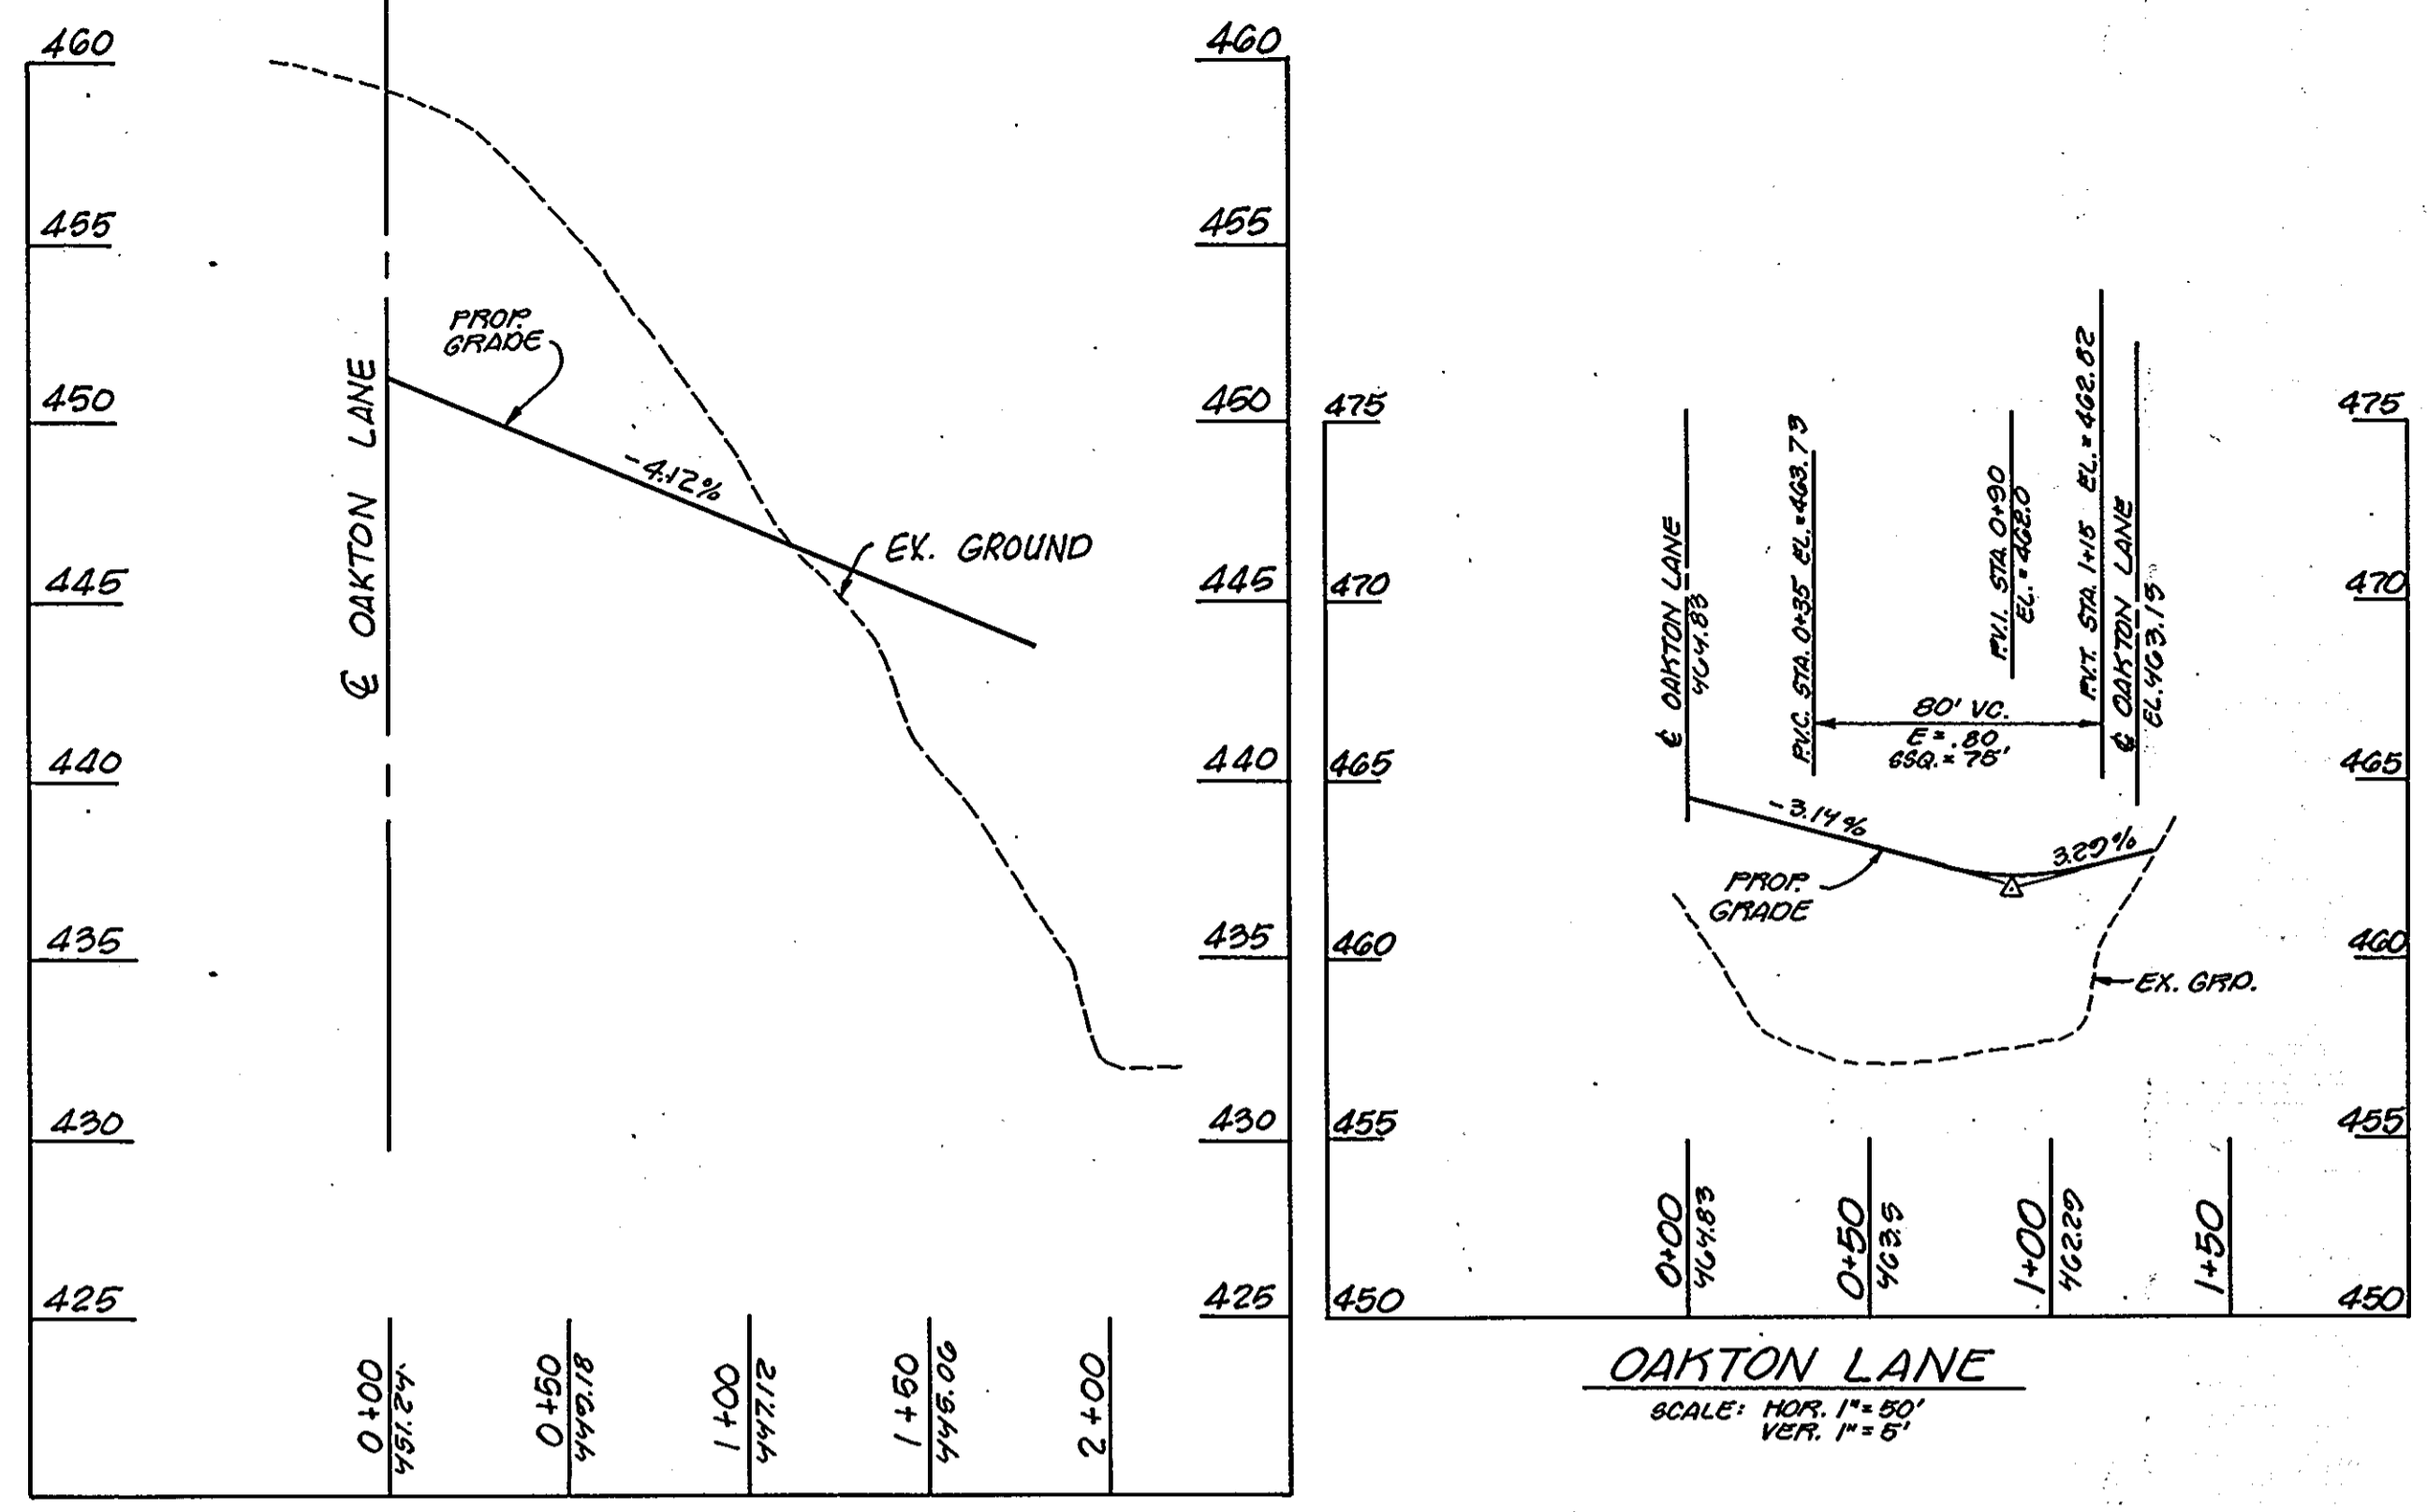 460
455
450
445
440
435
430
425
℄ OAKTON LANE
PROP.
GRADE
-4.12%
EX. GROUND
460
455
450
445
440
435
430
425
0+00
451.24
0+50
449.18
1+00
447.12
1+50
445.06
2+00
475
470
465
460
455
450
℄ OAKTON LANE
464.83
P.V.C. STA. 0+35 EL.=463.73
P.V.I. STA. 0+90
EL.=462.0
P.V.T. STA. 1+15 EL.=462.82
℄ OAKTON LANE
EL. 463.15
80' VC.
E=.80
SSQ.=75'
-3.14%
3.29%
PROP.
GRADE
EX. GRD.
475
470
465
460
455
450
0+00
464.83
0+50
463.5
1+00
462.29
1+50
OAKTON LANE
SCALE: HOR. 1"=50'
VER. 1"=5'